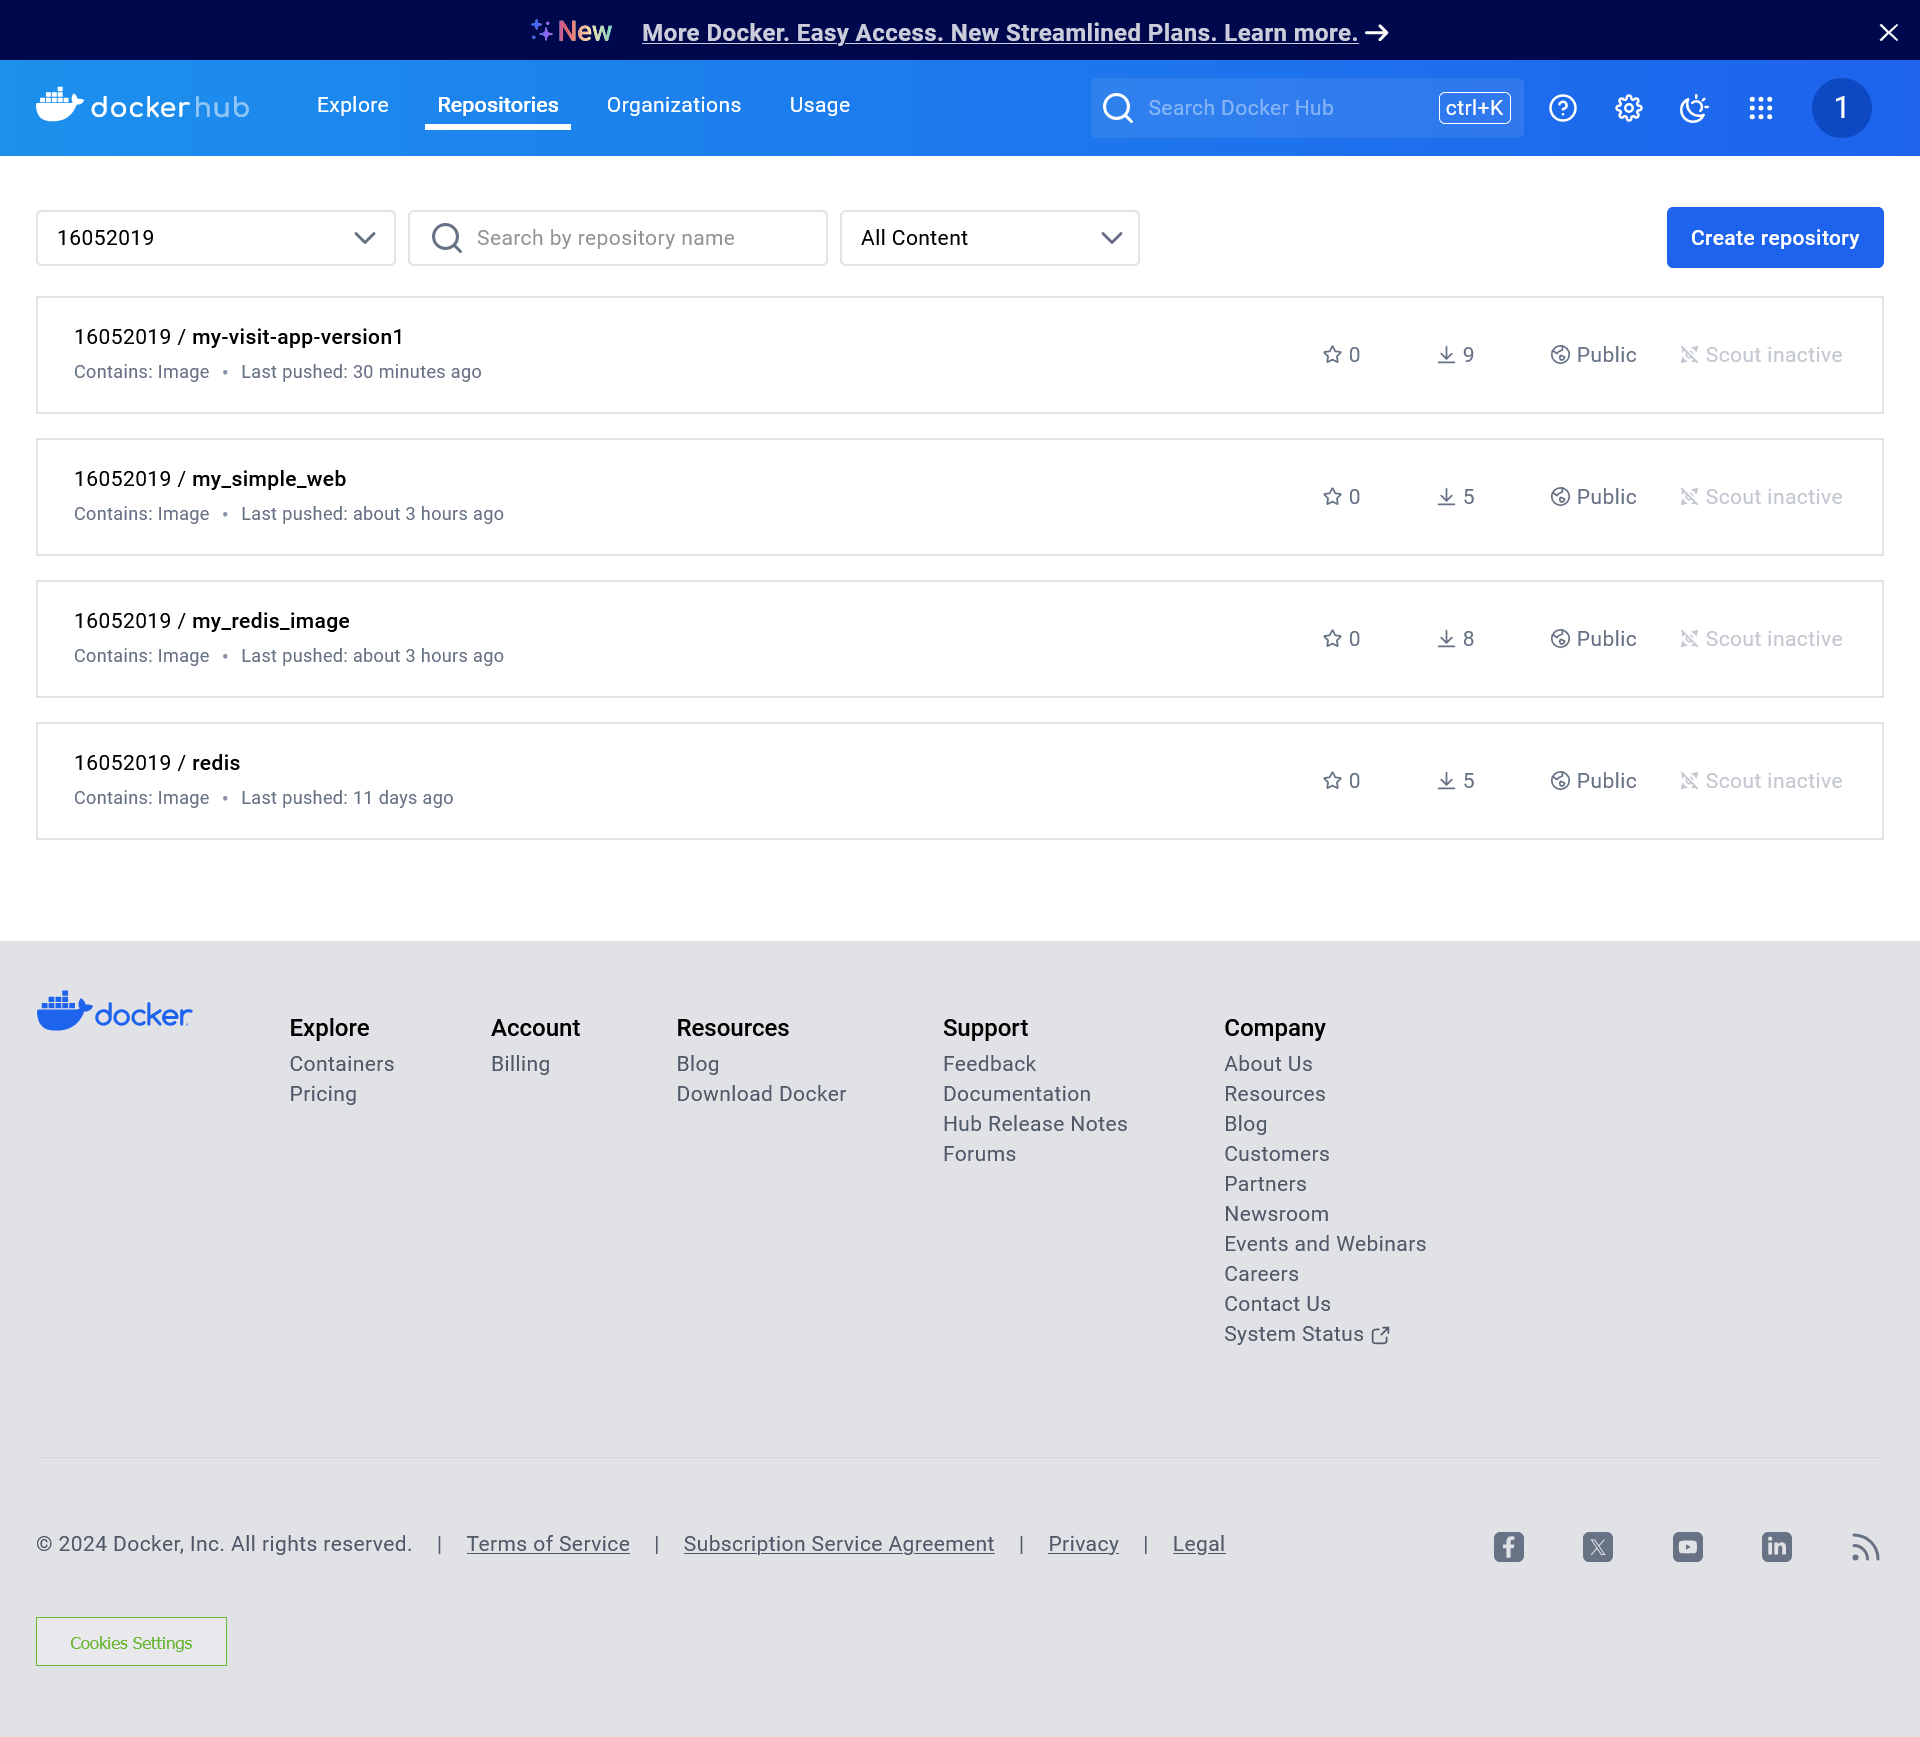 New More Docker. Easy Access. New Streamlined Plans. Learn more.
docker hub Explore Repositories Organizations Usage Search Docker Hub ctrl+K 1
16052019 Search by repository name All Content Create repository
16052019 / my-visit-app-version1
Contains: Image • Last pushed: 30 minutes ago
0 9 Public Scout inactive
16052019 / my_simple_web
Contains: Image • Last pushed: about 3 hours ago
0 5 Public Scout inactive
16052019 / my_redis_image
Contains: Image • Last pushed: about 3 hours ago
0 8 Public Scout inactive
16052019 / redis
Contains: Image • Last pushed: 11 days ago
0 5 Public Scout inactive
docker
Explore
Containers
Pricing
Account
Billing
Resources
Blog
Download Docker
Support
Feedback
Documentation
Hub Release Notes
Forums
Company
About Us
Resources
Blog
Customers
Partners
Newsroom
Events and Webinars
Careers
Contact Us
System Status
© 2024 Docker, Inc. All rights reserved. | Terms of Service | Subscription Service Agreement | Privacy | Legal
Cookies Settings